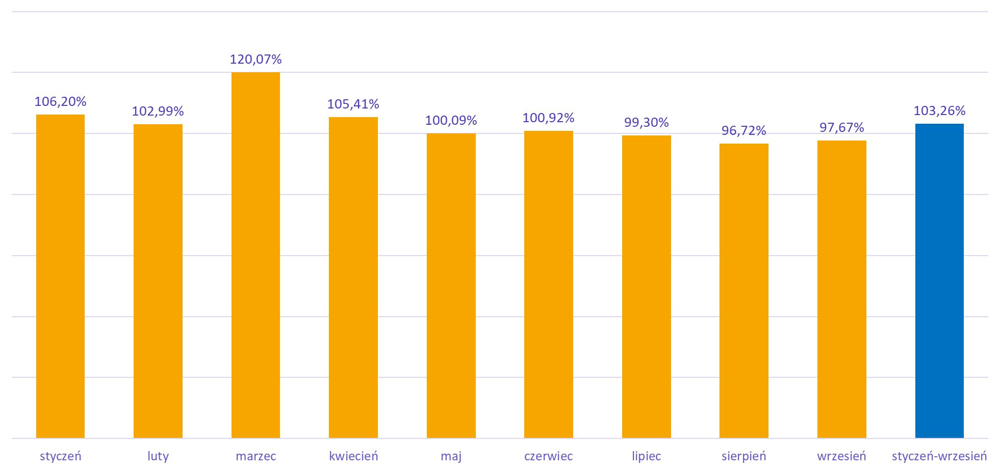 120,07%
106,20%
102,99%
105,41%
100,09%
100,92%
99,30%
96,72%
97,67%
103,26%
styczeń
luty
marzec
kwiecień
maj
czerwiec
lipiec
sierpień
wrzesień
styczeń-wrzesień